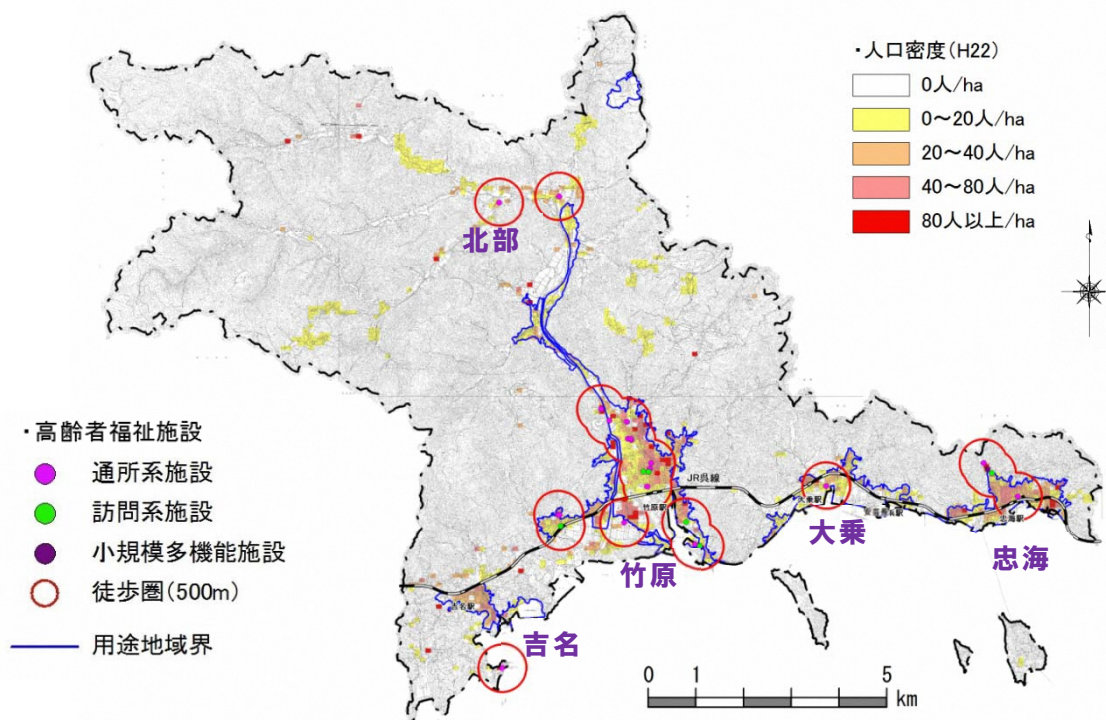 ・人口密度(H22)
0人/ha
0～20人/ha
20～40人/ha
40～80人/ha
80人以上/ha
北部
・高齢者福祉施設
通所系施設
訪問系施設
小規模多機能施設
徒歩圏(500m)
用途地域界
JR呉線
竹原駅
大乗駅
忠海駅
吉名駅
大乗
忠海
竹原
吉名
0 1 5
km